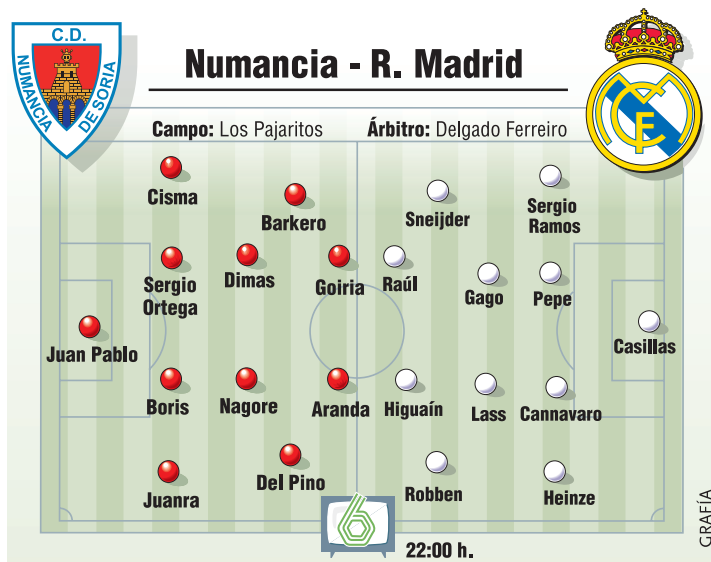 C.D.
NUMANCIA
DE SORIA
Numancia - R. Madrid
Campo: Los Pajaritos
Árbitro: Delgado Ferreiro
Cisma
Barkero
Sneijder
Sergio
Ramos
Sergio
Ortega
Dimas
Goiria
Raúl
Gago
Pepe
Juan Pablo
Casillas
Boris
Nagore
Aranda
Higuaín
Lass
Cannavaro
Juanra
Del Pino
Robben
Heinze
6
22:00 h.
GRAFÍA